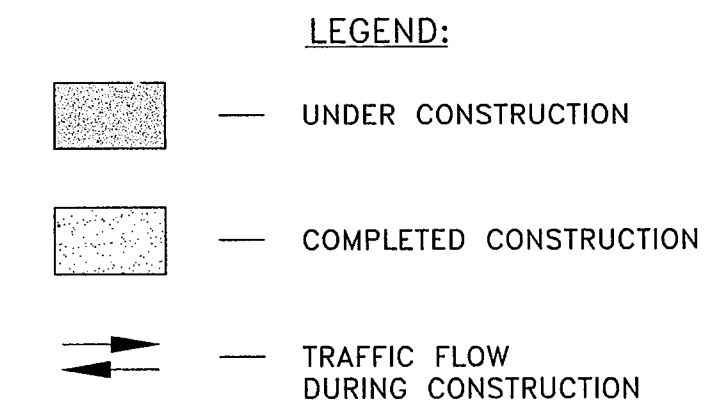 LEGEND:
UNDER CONSTRUCTION
COMPLETED CONSTRUCTION
TRAFFIC FLOW
DURING CONSTRUCTION